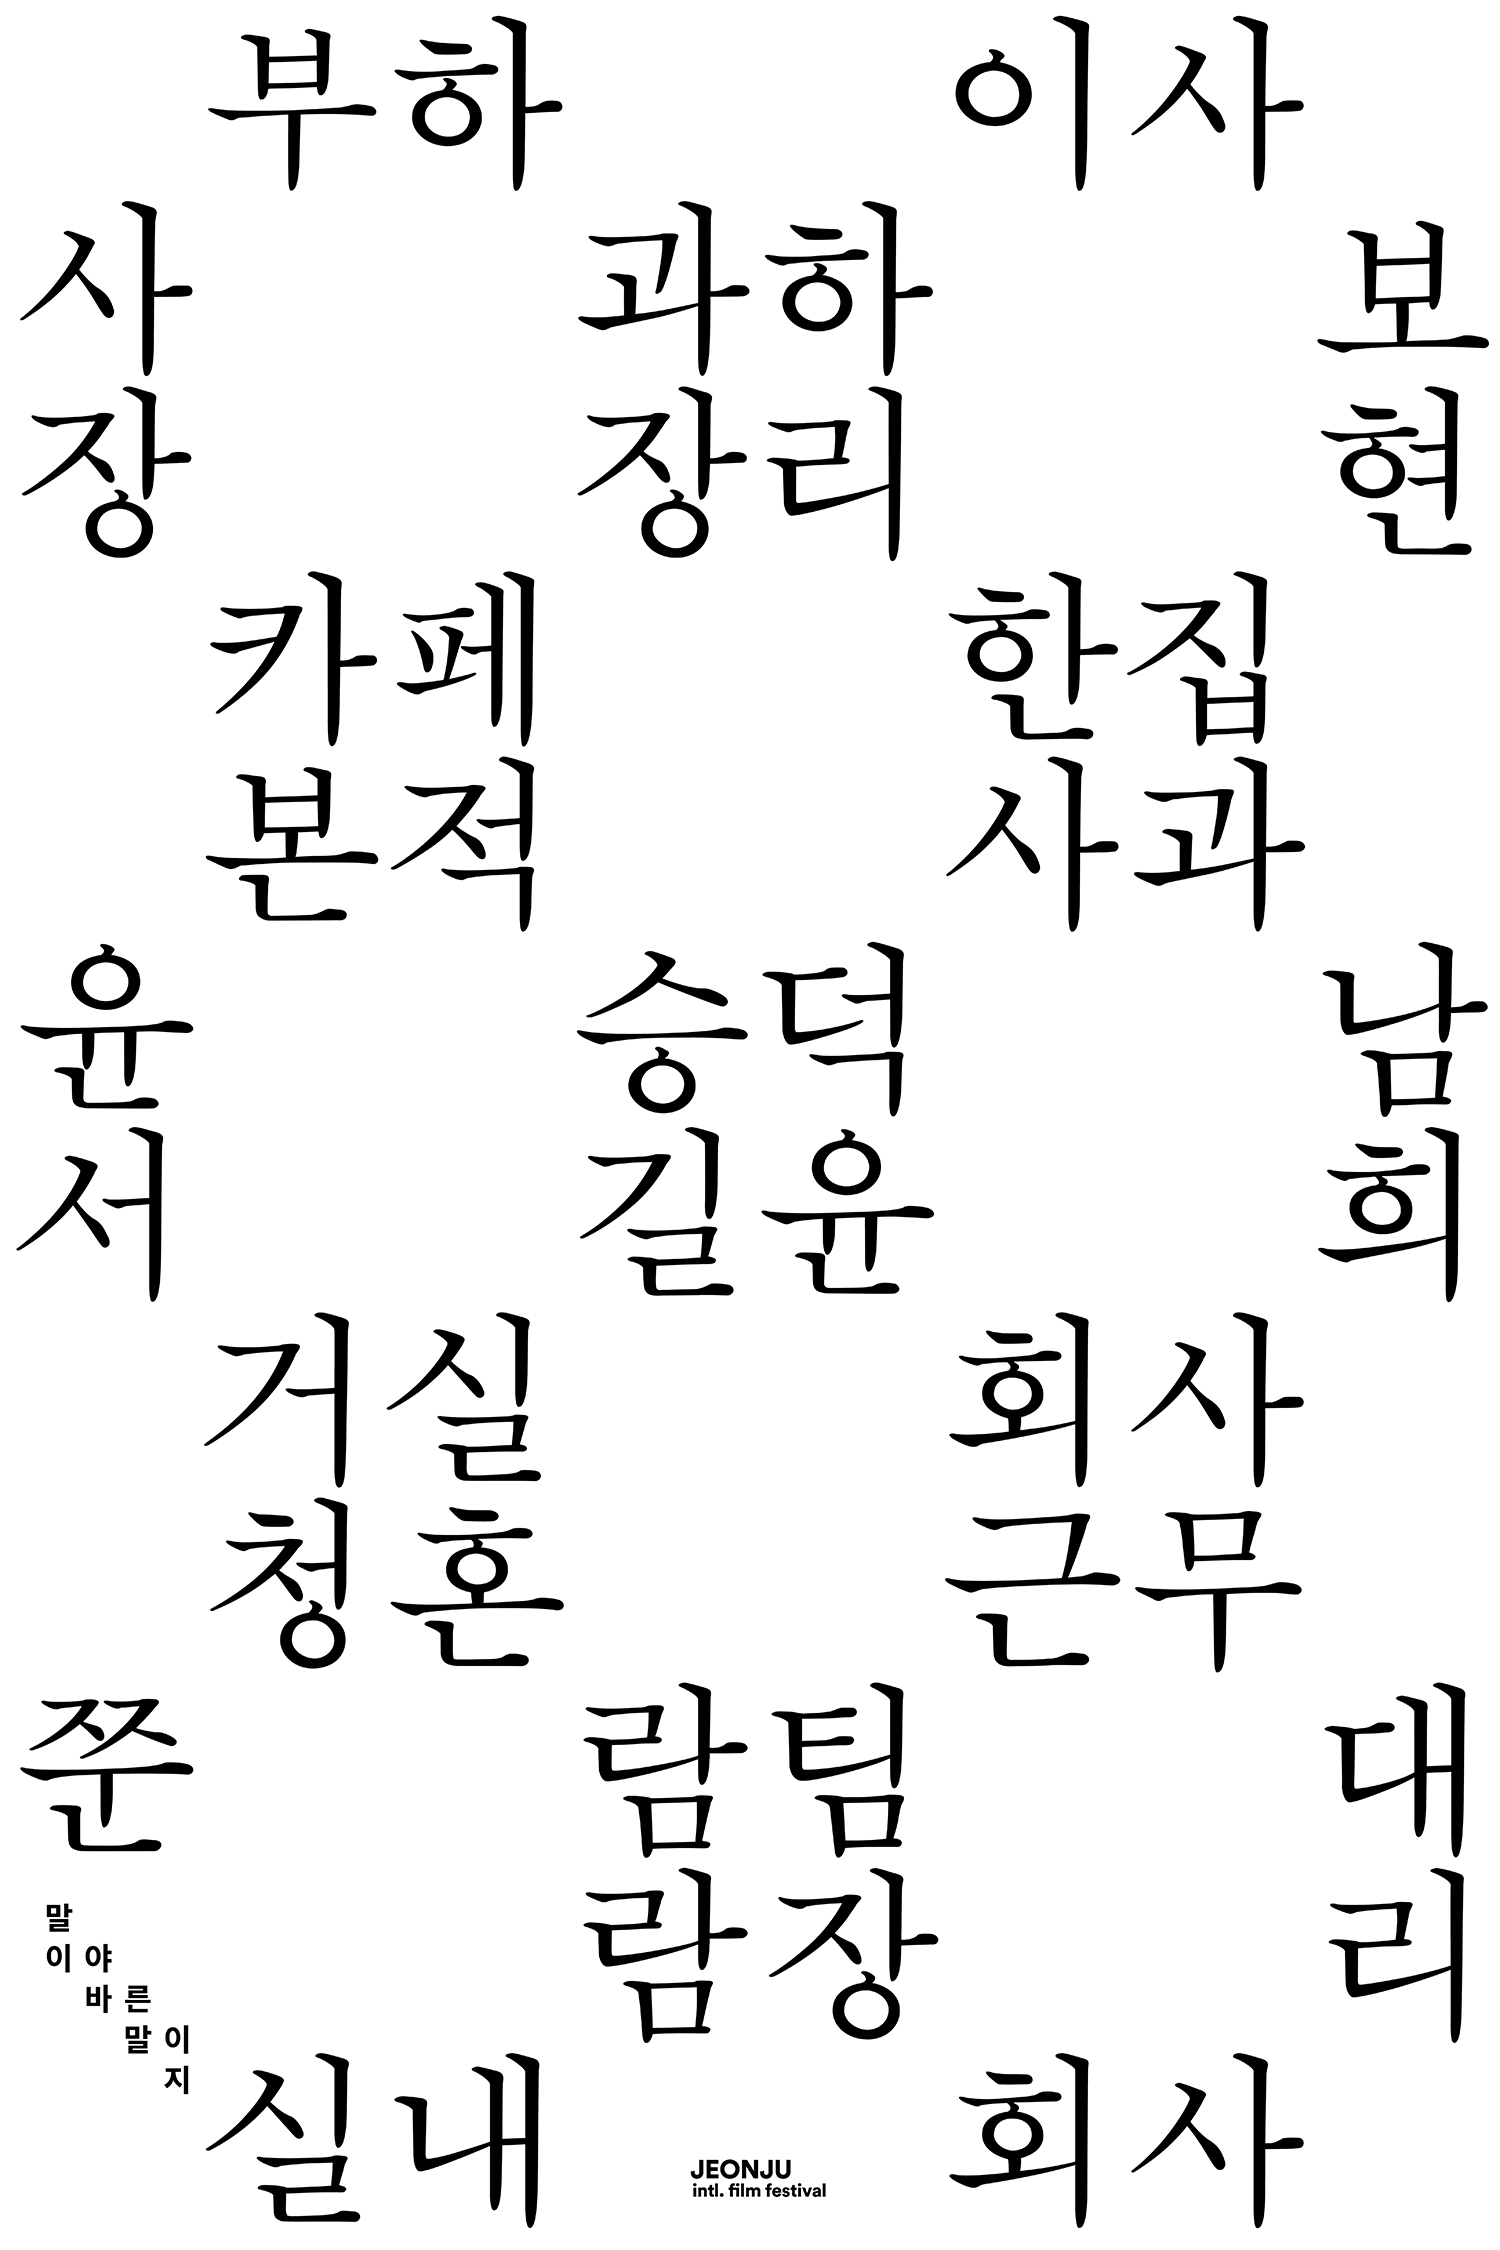 부하 이사
사 과하 보
장 장리 현
카페 한집
본적 사과
윤 승덕 남
서 길윤 희
거실 회사
청혼 근무
쭌 람팀 대
람장 리
말
이야
바른
말이
지
실내 회사
JEONJU
intl. film festival